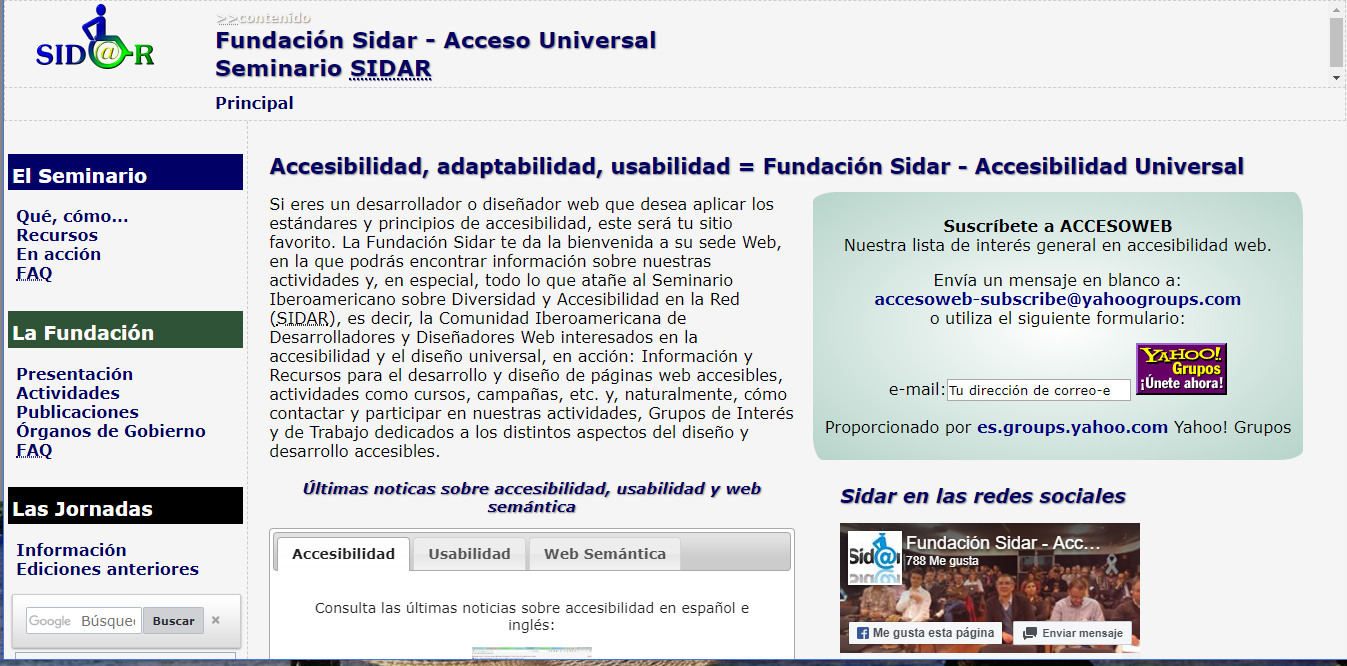 SID@R
>>contenido
Fundación Sidar - Acceso Universal
Seminario SIDAR
Principal
El Seminario
Qué, cómo...
Recursos
En acción
FAQ
La Fundación
Presentación
Actividades
Publicaciones
Órganos de Gobierno
FAQ
Las Jornadas
Información
Ediciones anteriores
Google Búsque
Buscar
×
Accesibilidad, adaptabilidad, usabilidad = Fundación Sidar - Accesibilidad Universal
Si eres un desarrollador o diseñador web que desea aplicar los
estándares y principios de accesibilidad, este será tu sitio
favorito. La Fundación Sidar te da la bienvenida a su sede Web,
en la que podrás encontrar información sobre nuestras
actividades y, en especial, todo lo que atañe al Seminario
Iberoamericano sobre Diversidad y Accesibilidad en la Red
(SIDAR), es decir, la Comunidad Iberoamericana de
Desarrolladores y Diseñadores Web interesados en la
accesibilidad y el diseño universal, en acción: Información y
Recursos para el desarrollo y diseño de páginas web accesibles,
actividades como cursos, campañas, etc. y, naturalmente, cómo
contactar y participar en nuestras actividades, Grupos de Interés
y de Trabajo dedicados a los distintos aspectos del diseño y
desarrollo accesibles.
Últimas noticas sobre accesibilidad, usabilidad y web
semántica
Accesibilidad
Usabilidad
Web Semántica
Consulta las últimas noticias sobre accesibilidad en español e
inglés:
Suscríbete a ACCESOWEB
Nuestra lista de interés general en accesibilidad web.
Envía un mensaje en blanco a:
accesoweb-subscribe@yahoogroups.com
o utiliza el siguiente formulario:
e-mail: Tu dirección de correo-e
YAHOO!
Grupos
¡Únete ahora!
Proporcionado por es.groups.yahoo.com Yahoo! Grupos
Sidar en las redes sociales
Sid@r
Fundación Sidar - Acc...
788 Me gusta
Me gusta esta página
Enviar mensaje